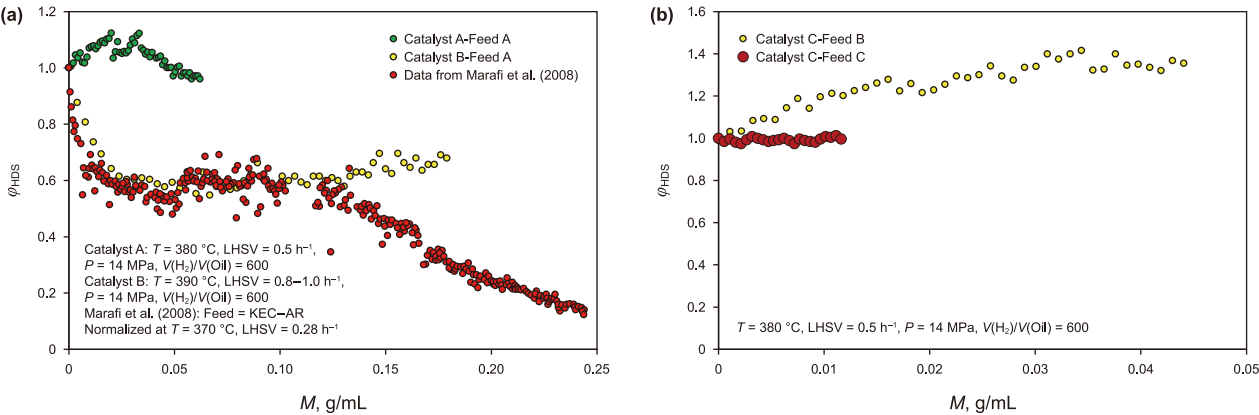 (a)
1.2
1.0
0.8
0.6
0.4
0.2
0
φHDS
Catalyst A-Feed A
Catalyst B-Feed A
Data from Marafi et al. (2008)
Catalyst A: T = 380 °C, LHSV = 0.5 h⁻¹,
P = 14 MPa, V(H₂)/V(Oil) = 600
Catalyst B: T = 390 °C, LHSV = 0.8–1.0 h⁻¹,
P = 14 MPa, V(H₂)/V(Oil) = 600
Marafi et al. (2008): Feed = KEC–AR
Normalized at T = 370 °C, LHSV = 0.28 h⁻¹
0 0.05 0.10 0.15 0.20 0.25
M, g/mL
(b)
1.6
1.4
1.2
1.0
0.8
0.6
0.4
0.2
0
φHDS
Catalyst C-Feed B
Catalyst C-Feed C
T = 380 °C, LHSV = 0.5 h⁻¹, P = 14 MPa, V(H₂)/V(Oil) = 600
0 0.01 0.02 0.03 0.04 0.05
M, g/mL